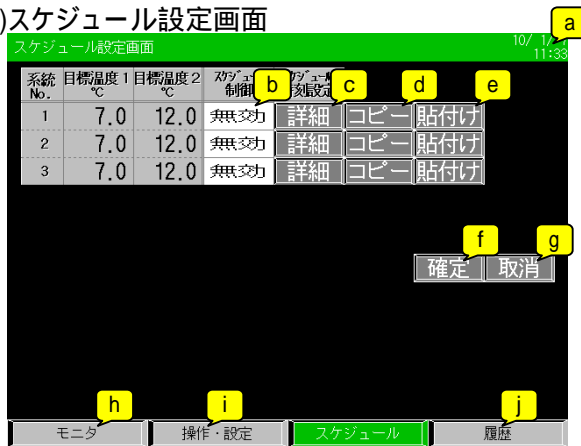 )スケジュール設定画面
a
スケジュール設定画面 10/ 1/
11:33
系統 目標温度1 目標温度2
No. ℃ ℃ 制御
b c d e
1 7.0 12.0 無効 詳細 コピー 貼付け
2 7.0 12.0 無効 詳細 コピー 貼付け
3 7.0 12.0 無効 詳細 コピー 貼付け
f g
確定 取消
h i j
モニタ 操作・設定 スケジュール 履歴